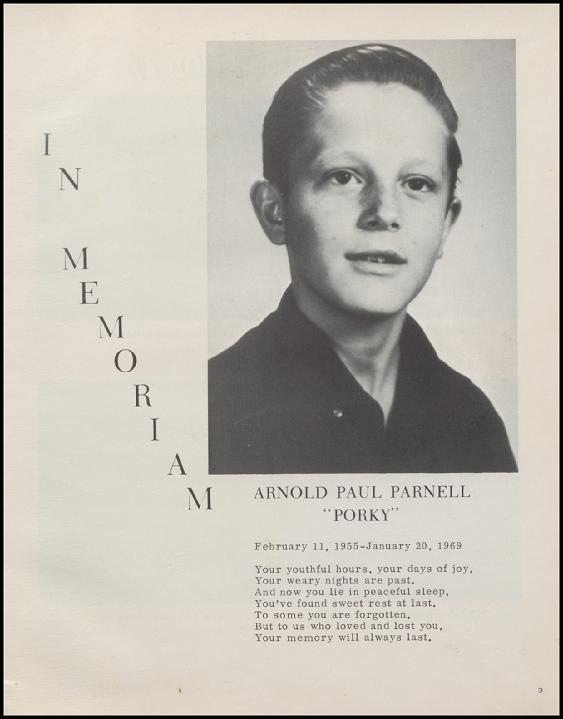 IN
MEMORIAM
ARNOLD PAUL PARNELL
"PORKY"
February 11, 1955-January 20, 1969
Your youthful hours, your days of joy,
Your weary nights are past.
And now you lie in peaceful sleep,
You've found sweet rest at last.
To some you are forgotten,
But to us who loved and lost you,
Your memory will always last.
3